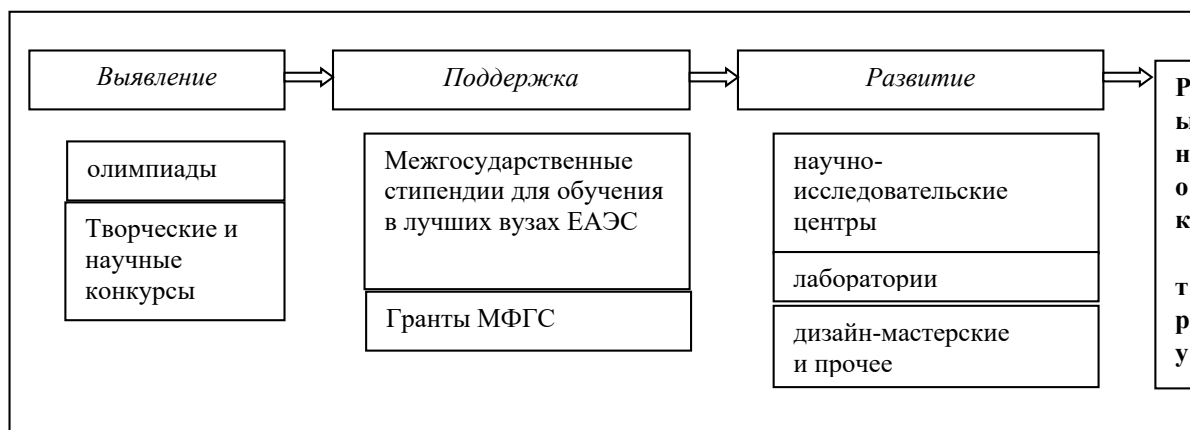 Выявление
Поддержка
Развитие
олимпиады
Творческие и
научные
конкурсы
Межгосударственные
стипендии для обучения
в лучших вузах ЕАЭС
Гранты МФГС
научно-
исследовательские
центры
лаборатории
дизайн-мастерские
и прочее
Р
ы
н
о
к
т
р
у